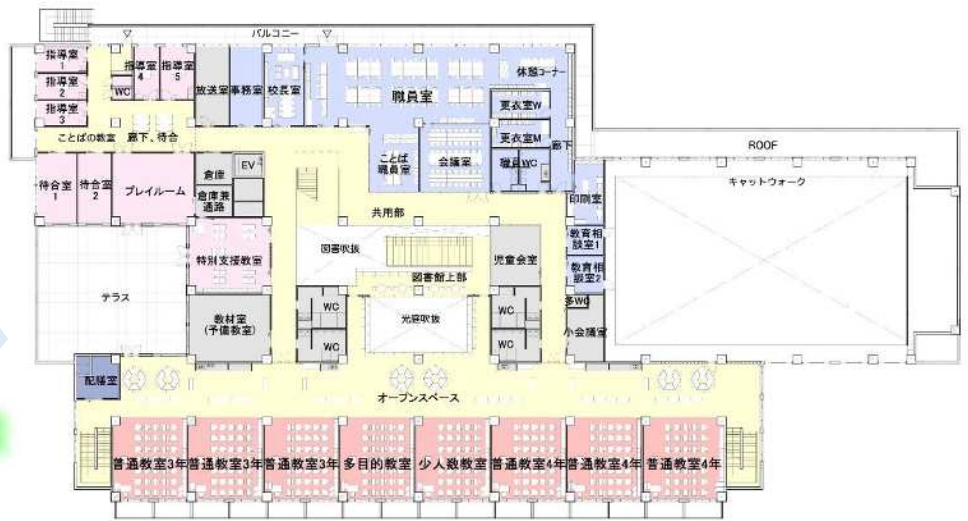 バルコニー
指導室
1
指導室
2
指導室
3
WC
指導室
4
指導室
5
放送室
事務室
校長室
職員室
休憩コーナー
更衣室W
更衣室M
職員WC
廊下
ことばの教室
廊下、待合
ことば
職員室
会議室
ROOF
キャットウォーク
待合室
1
待合室
2
プレイルーム
倉庫
EV
倉庫兼
通路
共用部
印刷室
教育相
談室1
教育相
談室2
特別支援教室
図書吹抜
図書館上部
児童会室
テラス
教材室
(予備教室)
WC
WC
光庭吹抜
WC
WC
多WC
小会議室
配膳室
オープンスペース
普通教室3年
普通教室3年
普通教室3年
多目的教室
少人数教室
普通教室4年
普通教室4年
普通教室4年